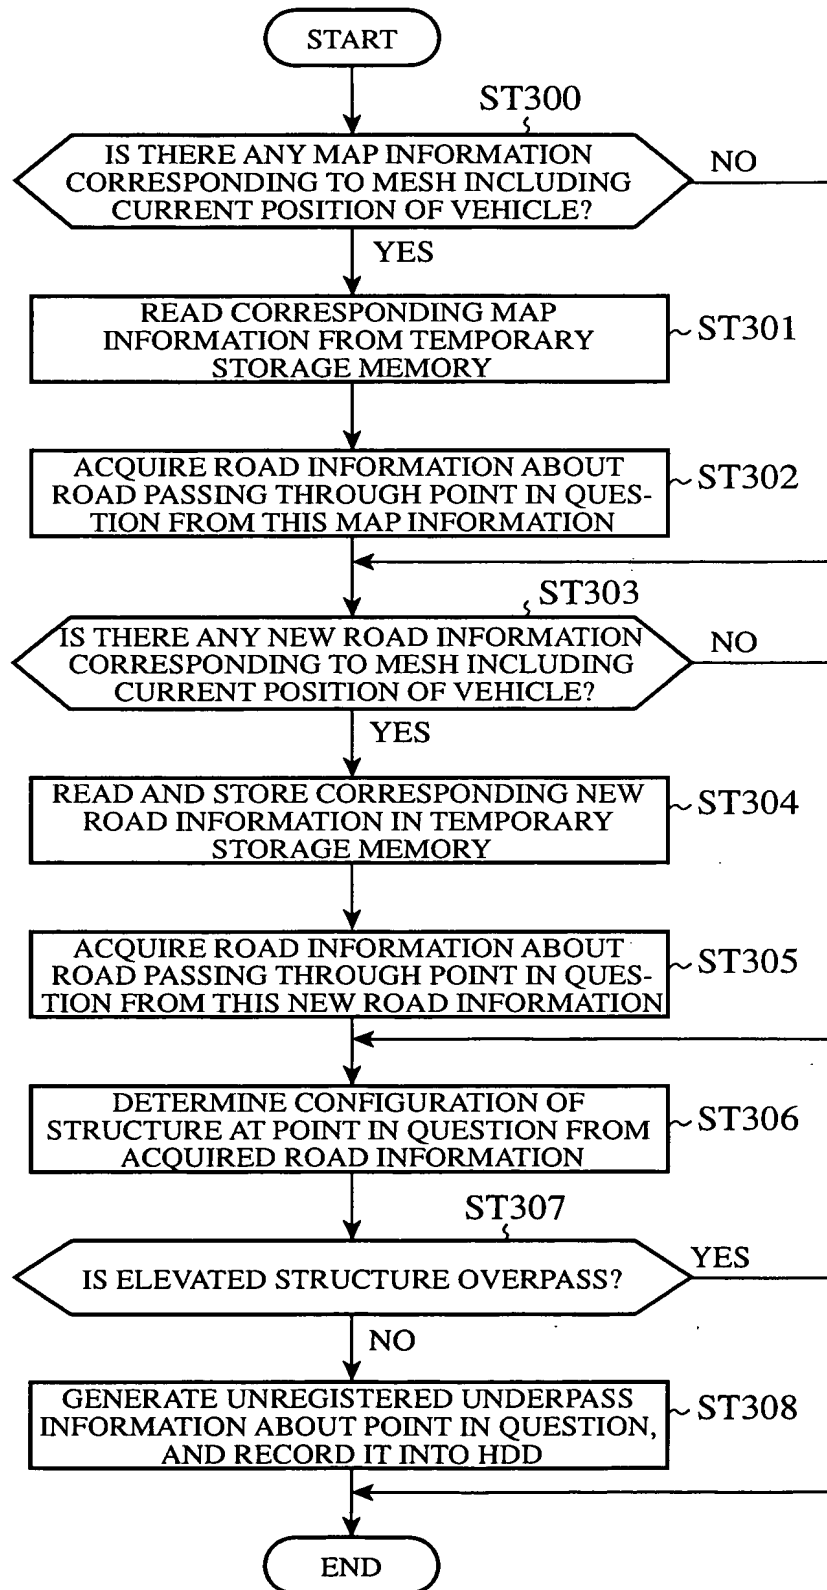 START
ST300
IS THERE ANY MAP INFORMATION
CORRESPONDING TO MESH INCLUDING
CURRENT POSITION OF VEHICLE?
NO
YES
READ CORRESPONDING MAP
INFORMATION FROM TEMPORARY
STORAGE MEMORY
ST301
ACQUIRE ROAD INFORMATION ABOUT
ROAD PASSING THROUGH POINT IN QUES-
TION FROM THIS MAP INFORMATION
ST302
ST303
IS THERE ANY NEW ROAD INFORMATION
CORRESPONDING TO MESH INCLUDING
CURRENT POSITION OF VEHICLE?
NO
YES
READ AND STORE CORRESPONDING NEW
ROAD INFORMATION IN TEMPORARY
STORAGE MEMORY
ST304
ACQUIRE ROAD INFORMATION ABOUT
ROAD PASSING THROUGH POINT IN QUES-
TION FROM THIS NEW ROAD INFORMATION
ST305
DETERMINE CONFIGURATION OF
STRUCTURE AT POINT IN QUESTION FROM
ACQUIRED ROAD INFORMATION
ST306
ST307
IS ELEVATED STRUCTURE OVERPASS?
YES
NO
GENERATE UNREGISTERED UNDERPASS
INFORMATION ABOUT POINT IN QUESTION,
AND RECORD IT INTO HDD
ST308
END